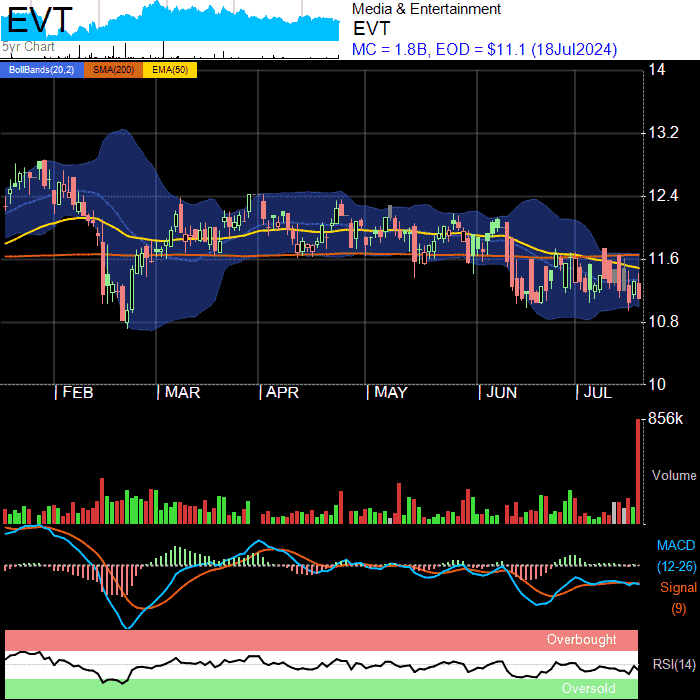 EVT
5yr Chart
Media & Entertainment
EVT
MC = 1.8B, EOD = $11.1 (18Jul2024)
BollBands(20,2) SMA(200) EMA(50)
14
13.2
12.4
11.6
10.8
10
FEB MAR APR MAY JUN JUL
856k
Volume
MACD
(12-26)
Signal
(9)
Overbought
RSI(14)
Oversold